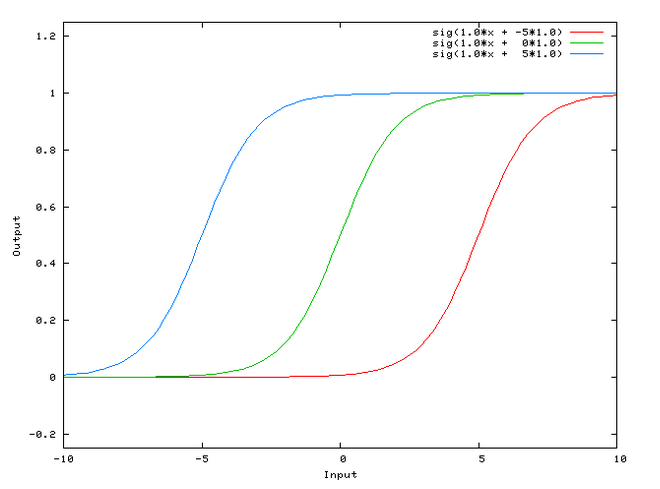 sig(1.0*x + -5*1.0)
sig(1.0*x +  0*1.0)
sig(1.0*x +  5*1.0)
1.2
1
0.8
0.6
0.4
0.2
0
-0.2
Output
-10 -5 0 5 10
Input